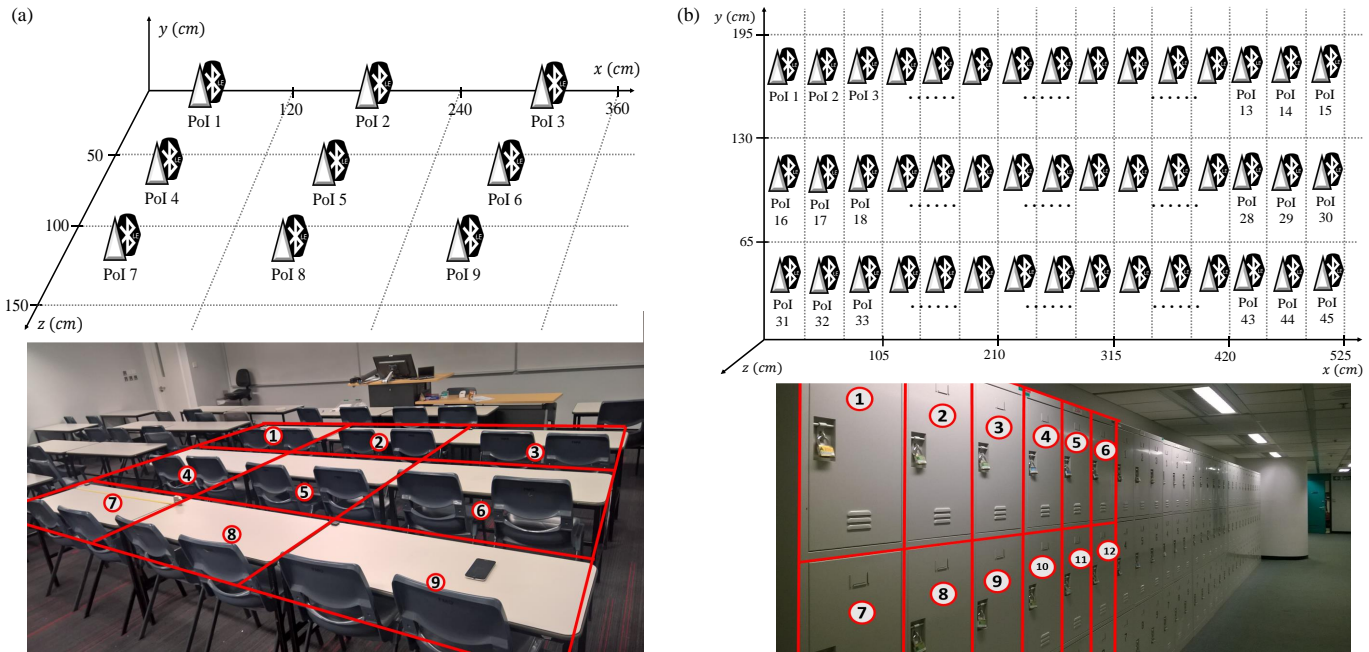 (a)
y (cm)
x (cm)
120
240
360
PoI 1
PoI 2
PoI 3
50
PoI 4
PoI 5
PoI 6
100
PoI 7
PoI 8
PoI 9
150
z (cm)
1
2
3
4
5
6
7
8
9
(b)
y (cm)
195
PoI 1
PoI 2
PoI 3
......
......
......
PoI
13
PoI
14
PoI
15
130
PoI
16
PoI
17
PoI
18
......
......
......
PoI
28
PoI
29
PoI
30
65
PoI
31
PoI
32
PoI
33
......
......
......
PoI
43
PoI
44
PoI
45
z (cm)
105
210
315
420
525
x (cm)
1
2
3
4
5
6
7
8
9
10
11
12